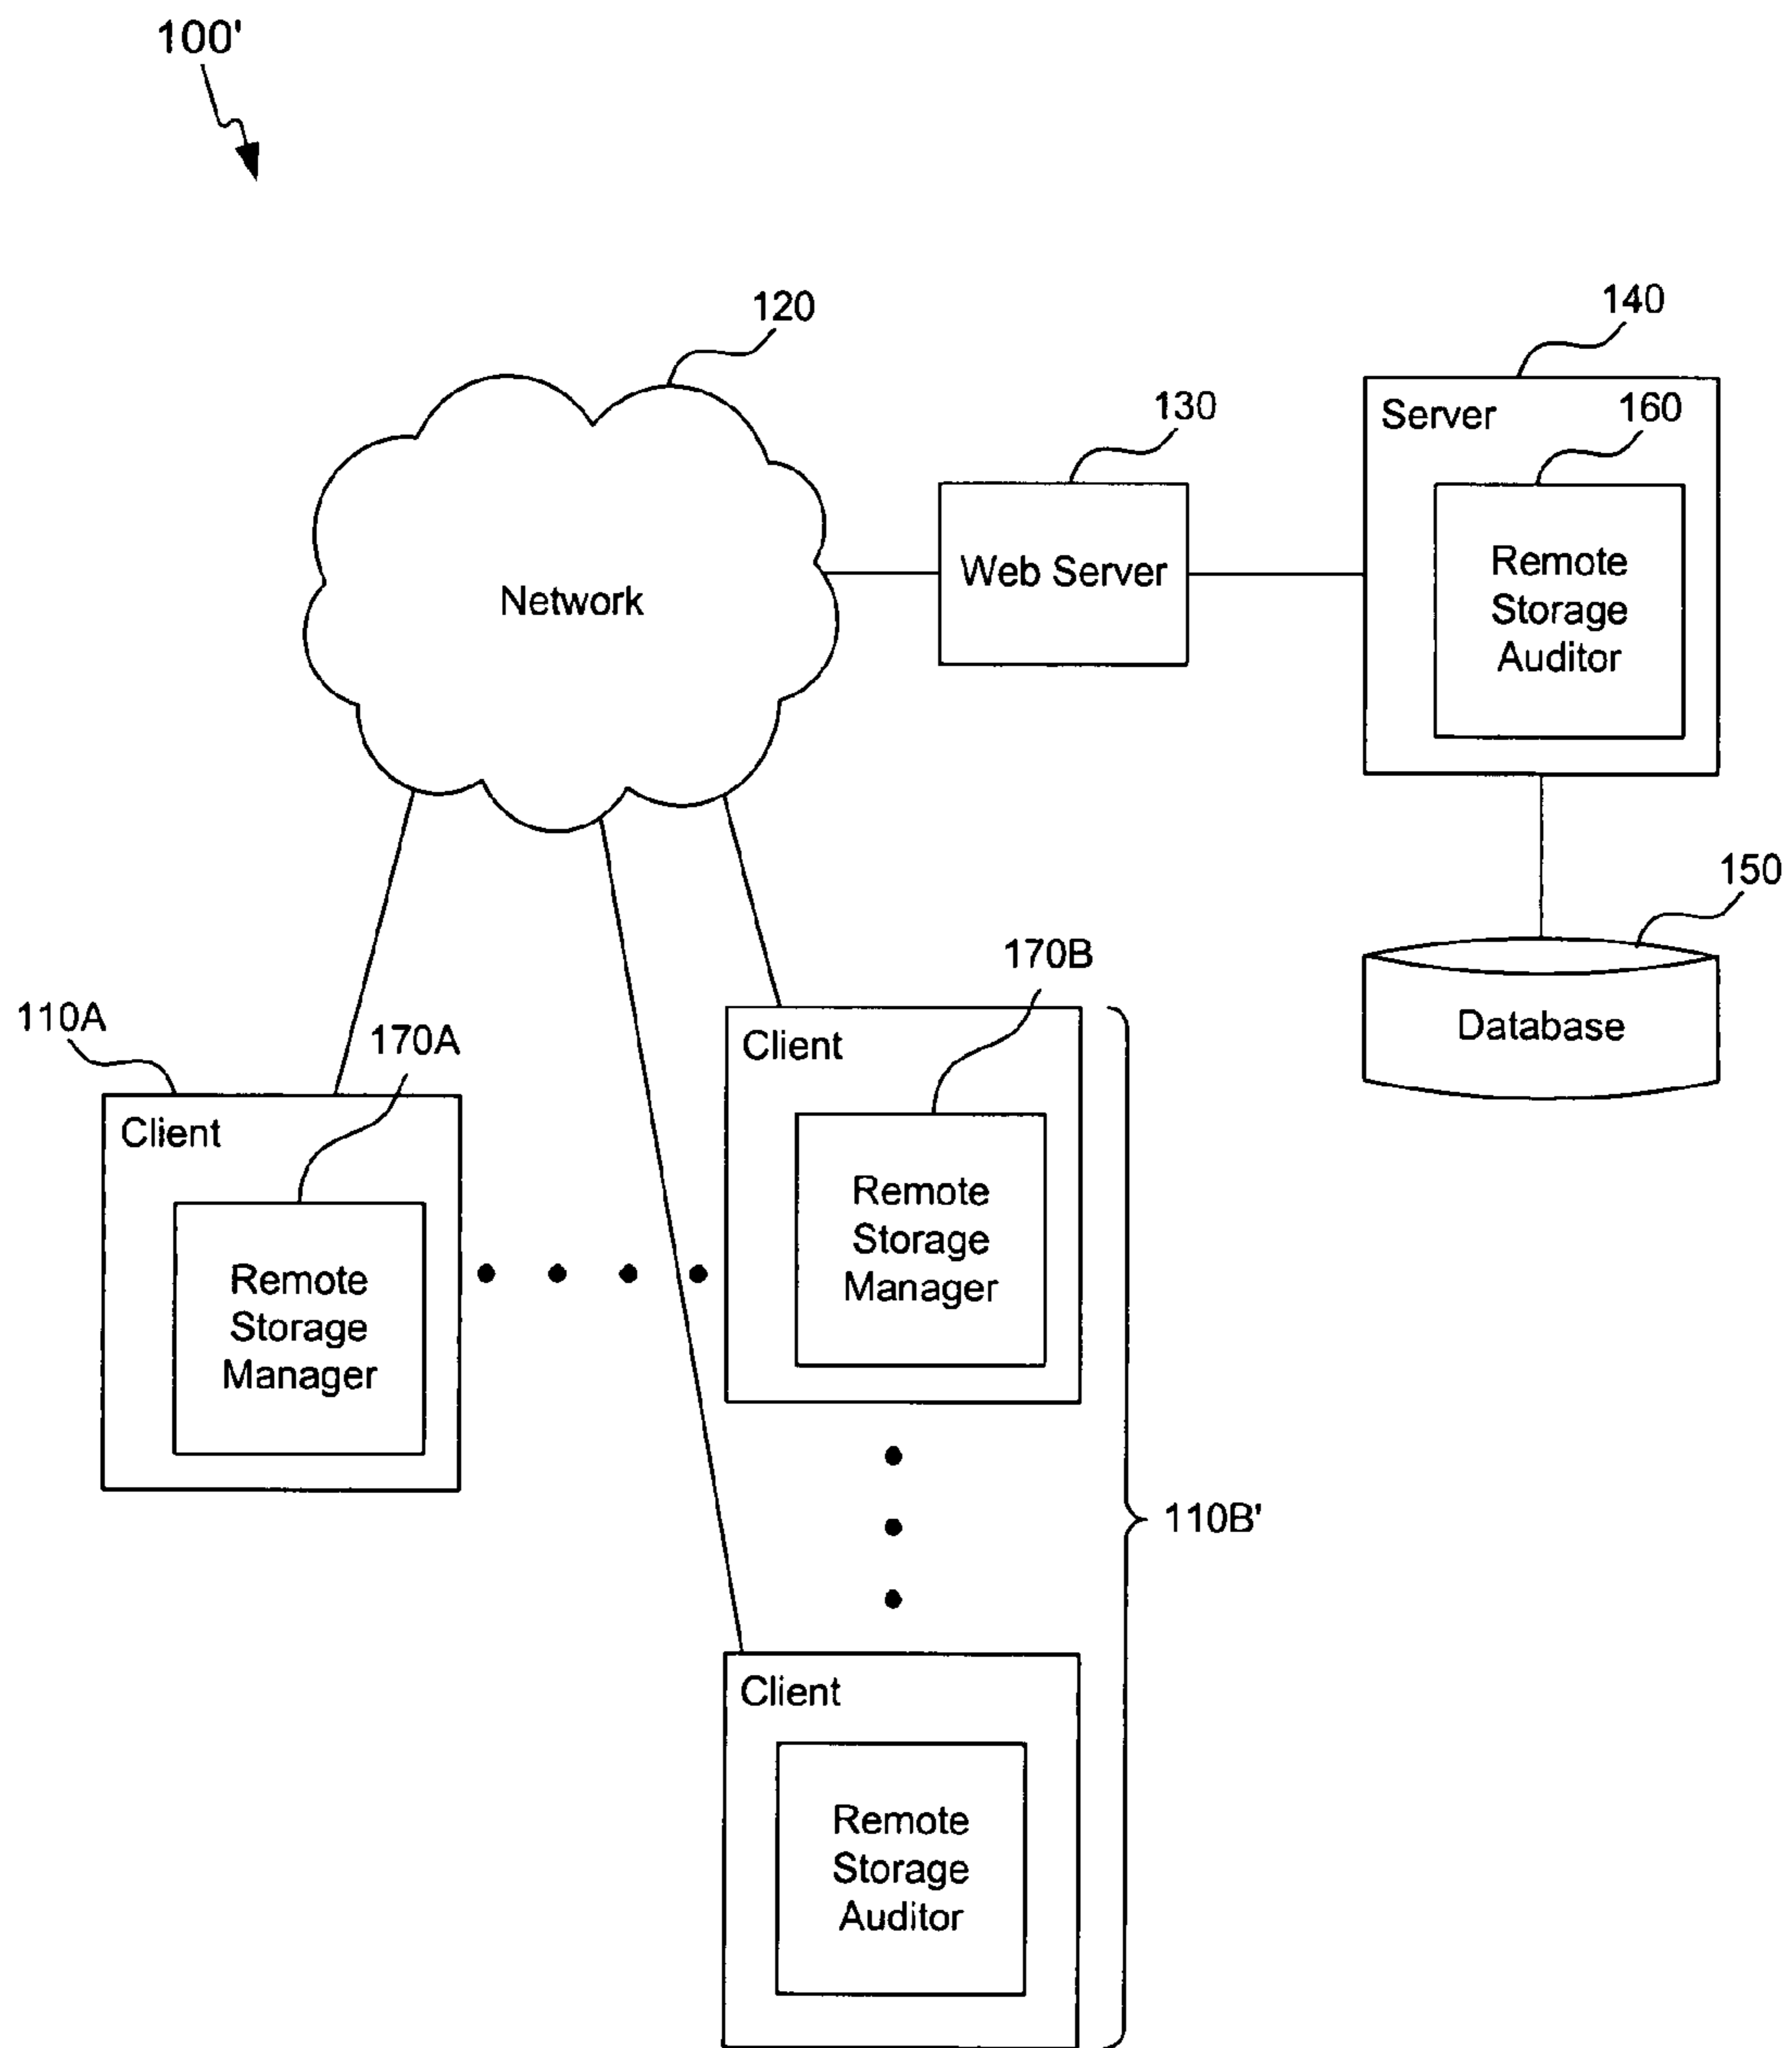 100'
120
140
130
Server
160
Web Server
Remote
Storage
Auditor
Network
150
170B
110A
170A
Client
Database
Client
Remote
Storage
Manager
Remote
Storage
Manager
110B'
Client
Remote
Storage
Auditor